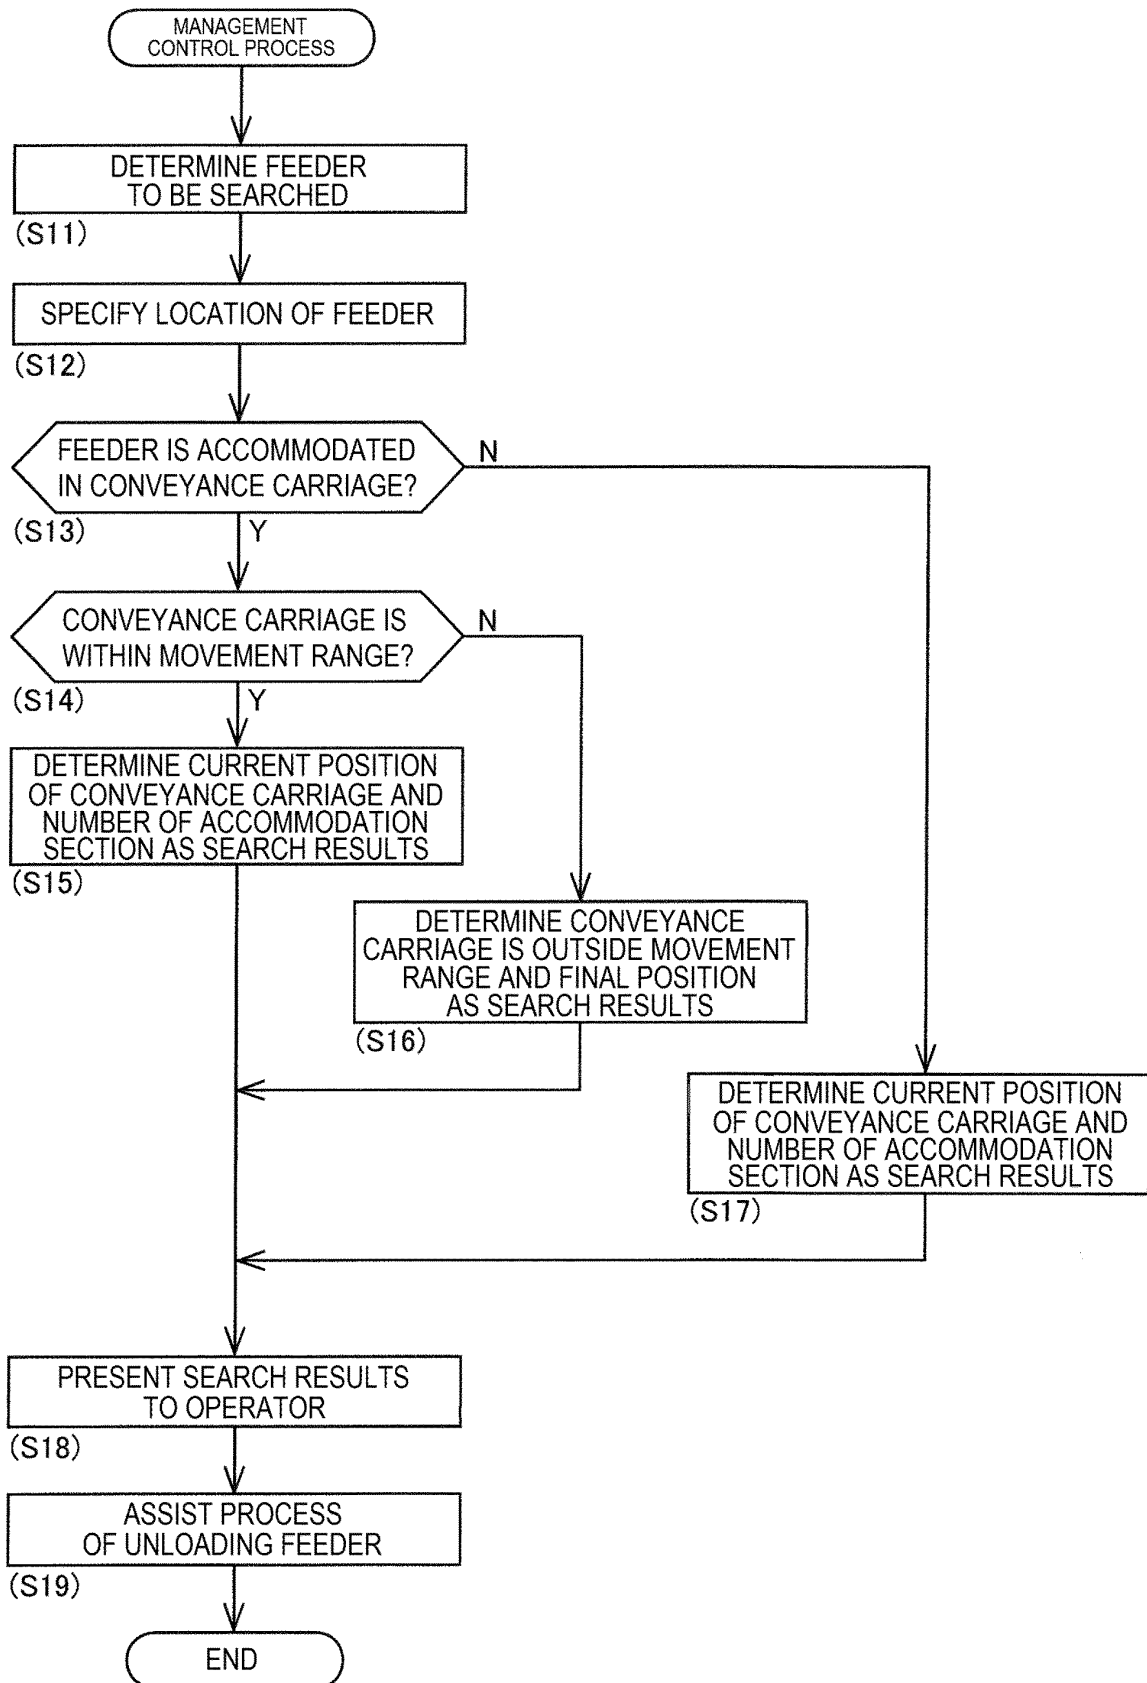 MANAGEMENT
CONTROL PROCESS
DETERMINE FEEDER
TO BE SEARCHED
(S11)
SPECIFY LOCATION OF FEEDER
(S12)
FEEDER IS ACCOMMODATED
IN CONVEYANCE CARRIAGE?
N
(S13)
Y
CONVEYANCE CARRIAGE IS
WITHIN MOVEMENT RANGE?
N
(S14)
Y
DETERMINE CURRENT POSITION
OF CONVEYANCE CARRIAGE AND
NUMBER OF ACCOMMODATION
SECTION AS SEARCH RESULTS
(S15)
DETERMINE CONVEYANCE
CARRIAGE IS OUTSIDE MOVEMENT
RANGE AND FINAL POSITION
AS SEARCH RESULTS
(S16)
DETERMINE CURRENT POSITION
OF CONVEYANCE CARRIAGE AND
NUMBER OF ACCOMMODATION
SECTION AS SEARCH RESULTS
(S17)
PRESENT SEARCH RESULTS
TO OPERATOR
(S18)
ASSIST PROCESS
OF UNLOADING FEEDER
(S19)
END